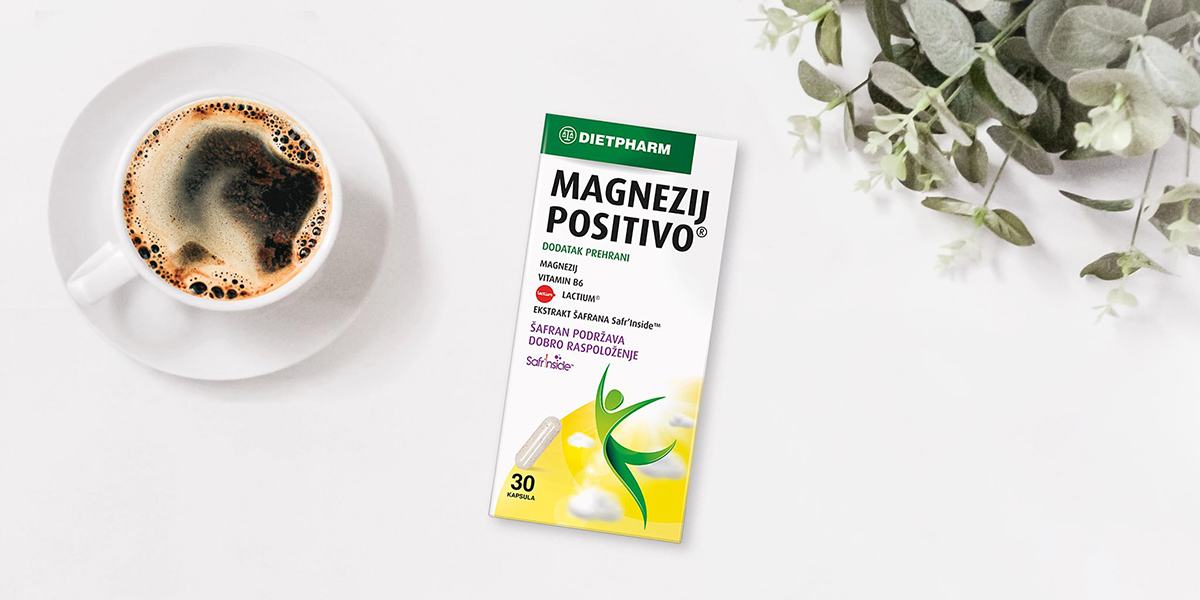 DIETPHARM
MAGNEZIJ
POSITIVO®
DODATAK PREHRANI
MAGNEZIJ
VITAMIN B6
Lactium LACTIUM®
EKSTRAKT ŠAFRANA Safr'Inside™
ŠAFRAN PODRŽAVA
DOBRO RASPOLOŽENJE
Safr'Inside™
30
KAPSULA